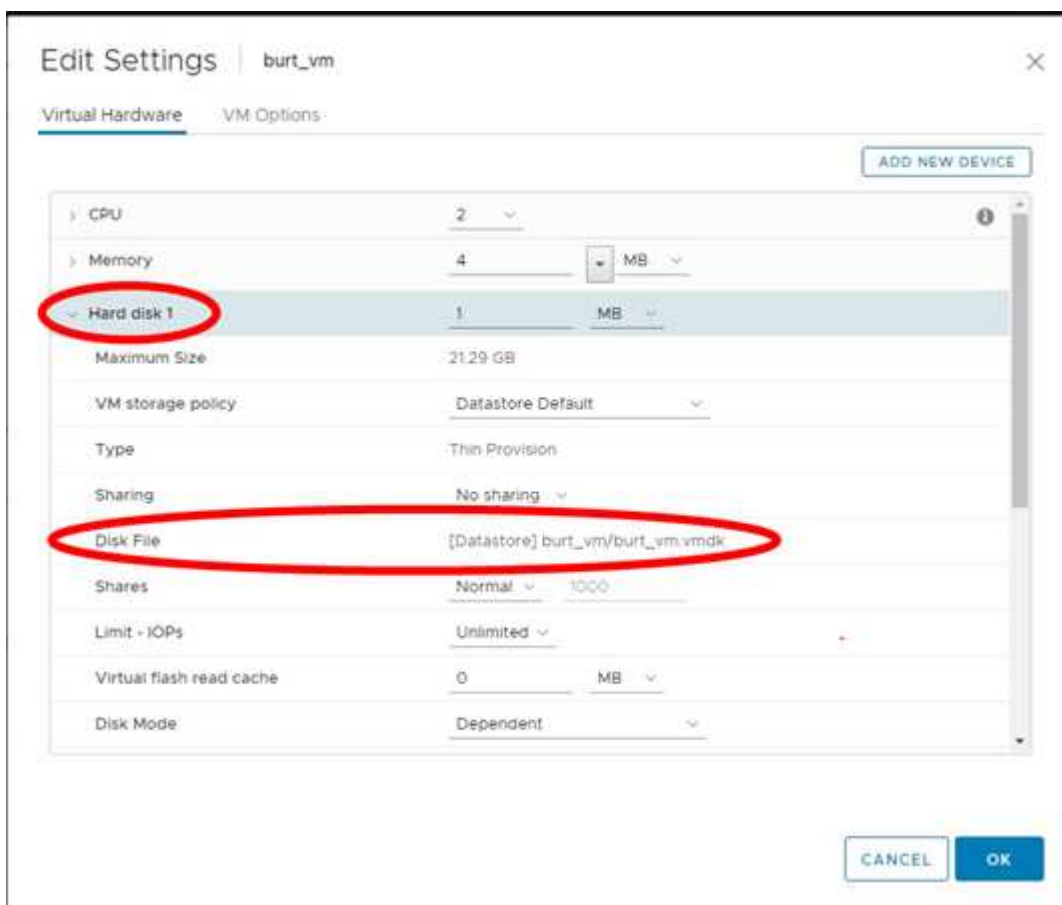 Edit Settings burt_vm
Virtual Hardware VM Options
ADD NEW DEVICE
CPU 2
Memory 4 MB
Hard disk 1 1 MB
Maximum Size 21.29 GB
VM storage policy Datastore Default
Type Thin Provision
Sharing No sharing
Disk File [Datastore] burt_vm/burt_vm.vmdk
Shares Normal 1000
Limit - IOPs Unlimited
Virtual flash read cache 0 MB
Disk Mode Dependent
CANCEL OK